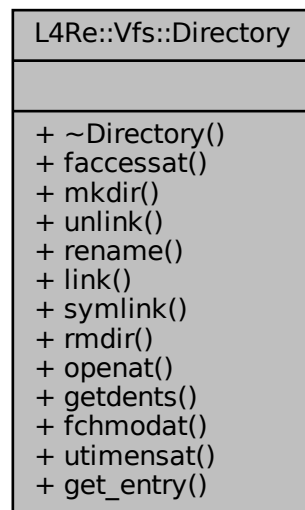 L4Re::Vfs::Directory
+ ~Directory()
+ faccessat()
+ mkdir()
+ unlink()
+ rename()
+ link()
+ symlink()
+ rmdir()
+ openat()
+ getdents()
+ fchmodat()
+ utimensat()
+ get_entry()